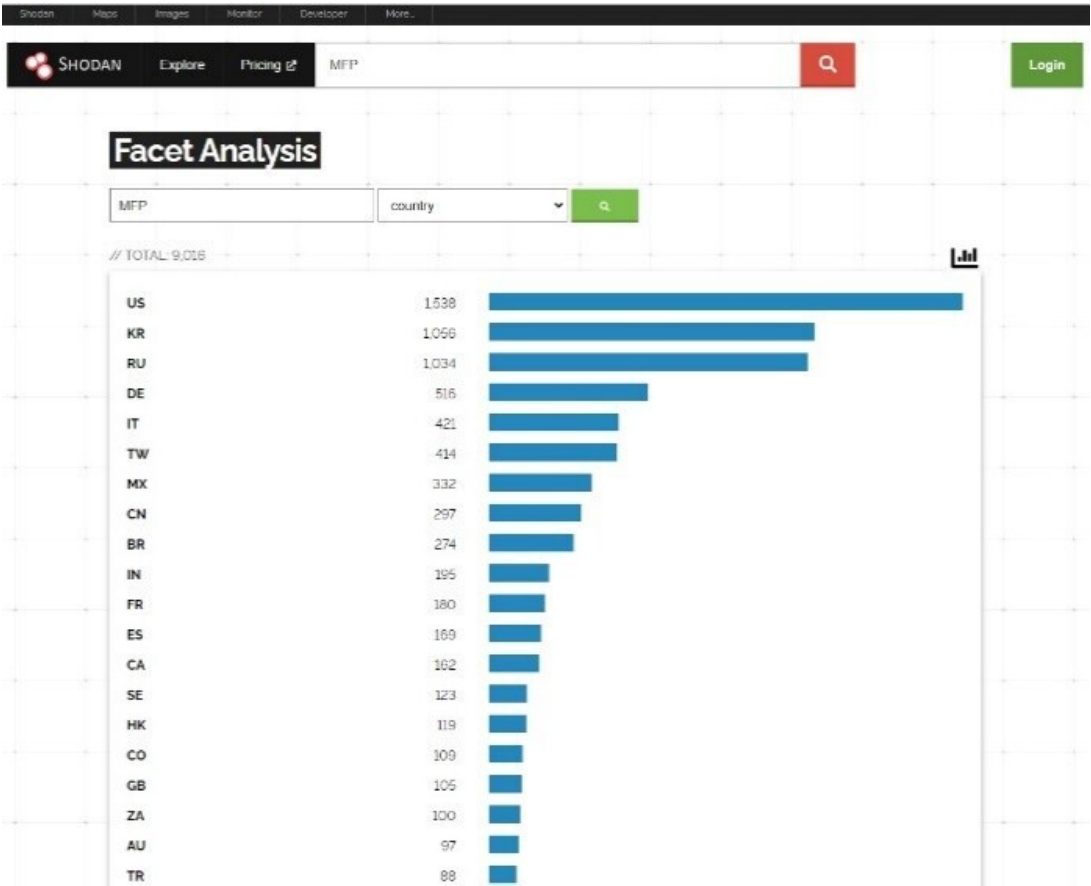 Shodan Maps Images Monitor Developer More...
SHODAN Explore Pricing MFP Login
Facet Analysis
MFP country
// TOTAL: 9,016
US 1,538
KR 1,056
RU 1,034
DE 516
IT 421
TW 414
MX 332
CN 297
BR 274
IN 195
FR 180
ES 169
CA 162
SE 123
HK 119
CO 109
GB 105
ZA 100
AU 97
TR 88